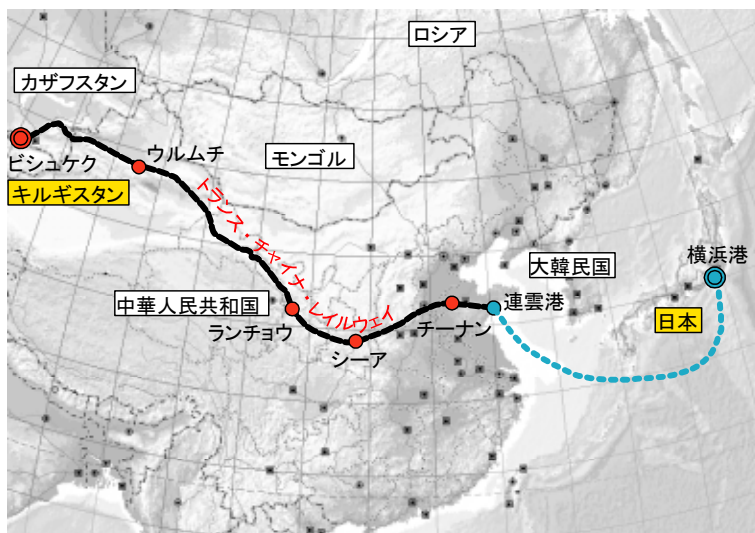 ロシア
カザフスタン
ビシュケク
ウルムチ
モンゴル
キルギスタン
トランス・チャイナ・レイルウェイ
大韓民国
横浜港
中華人民共和国
ランチョウ
シーア
チーナン
連雲港
日本